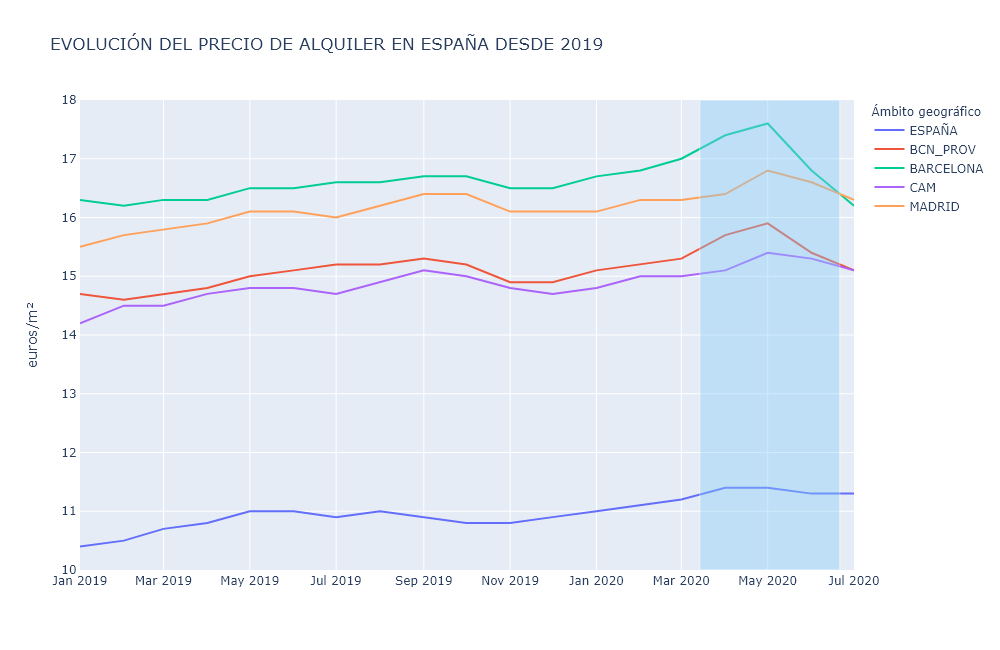 EVOLUCIÓN DEL PRECIO DE ALQUILER EN ESPAÑA DESDE 2019
euros/m²
18
17
16
15
14
13
12
11
10
Jan 2019
Mar 2019
May 2019
Jul 2019
Sep 2019
Nov 2019
Jan 2020
Mar 2020
May 2020
Jul 2020
Ámbito geográfico
ESPAÑA
BCN_PROV
BARCELONA
CAM
MADRID